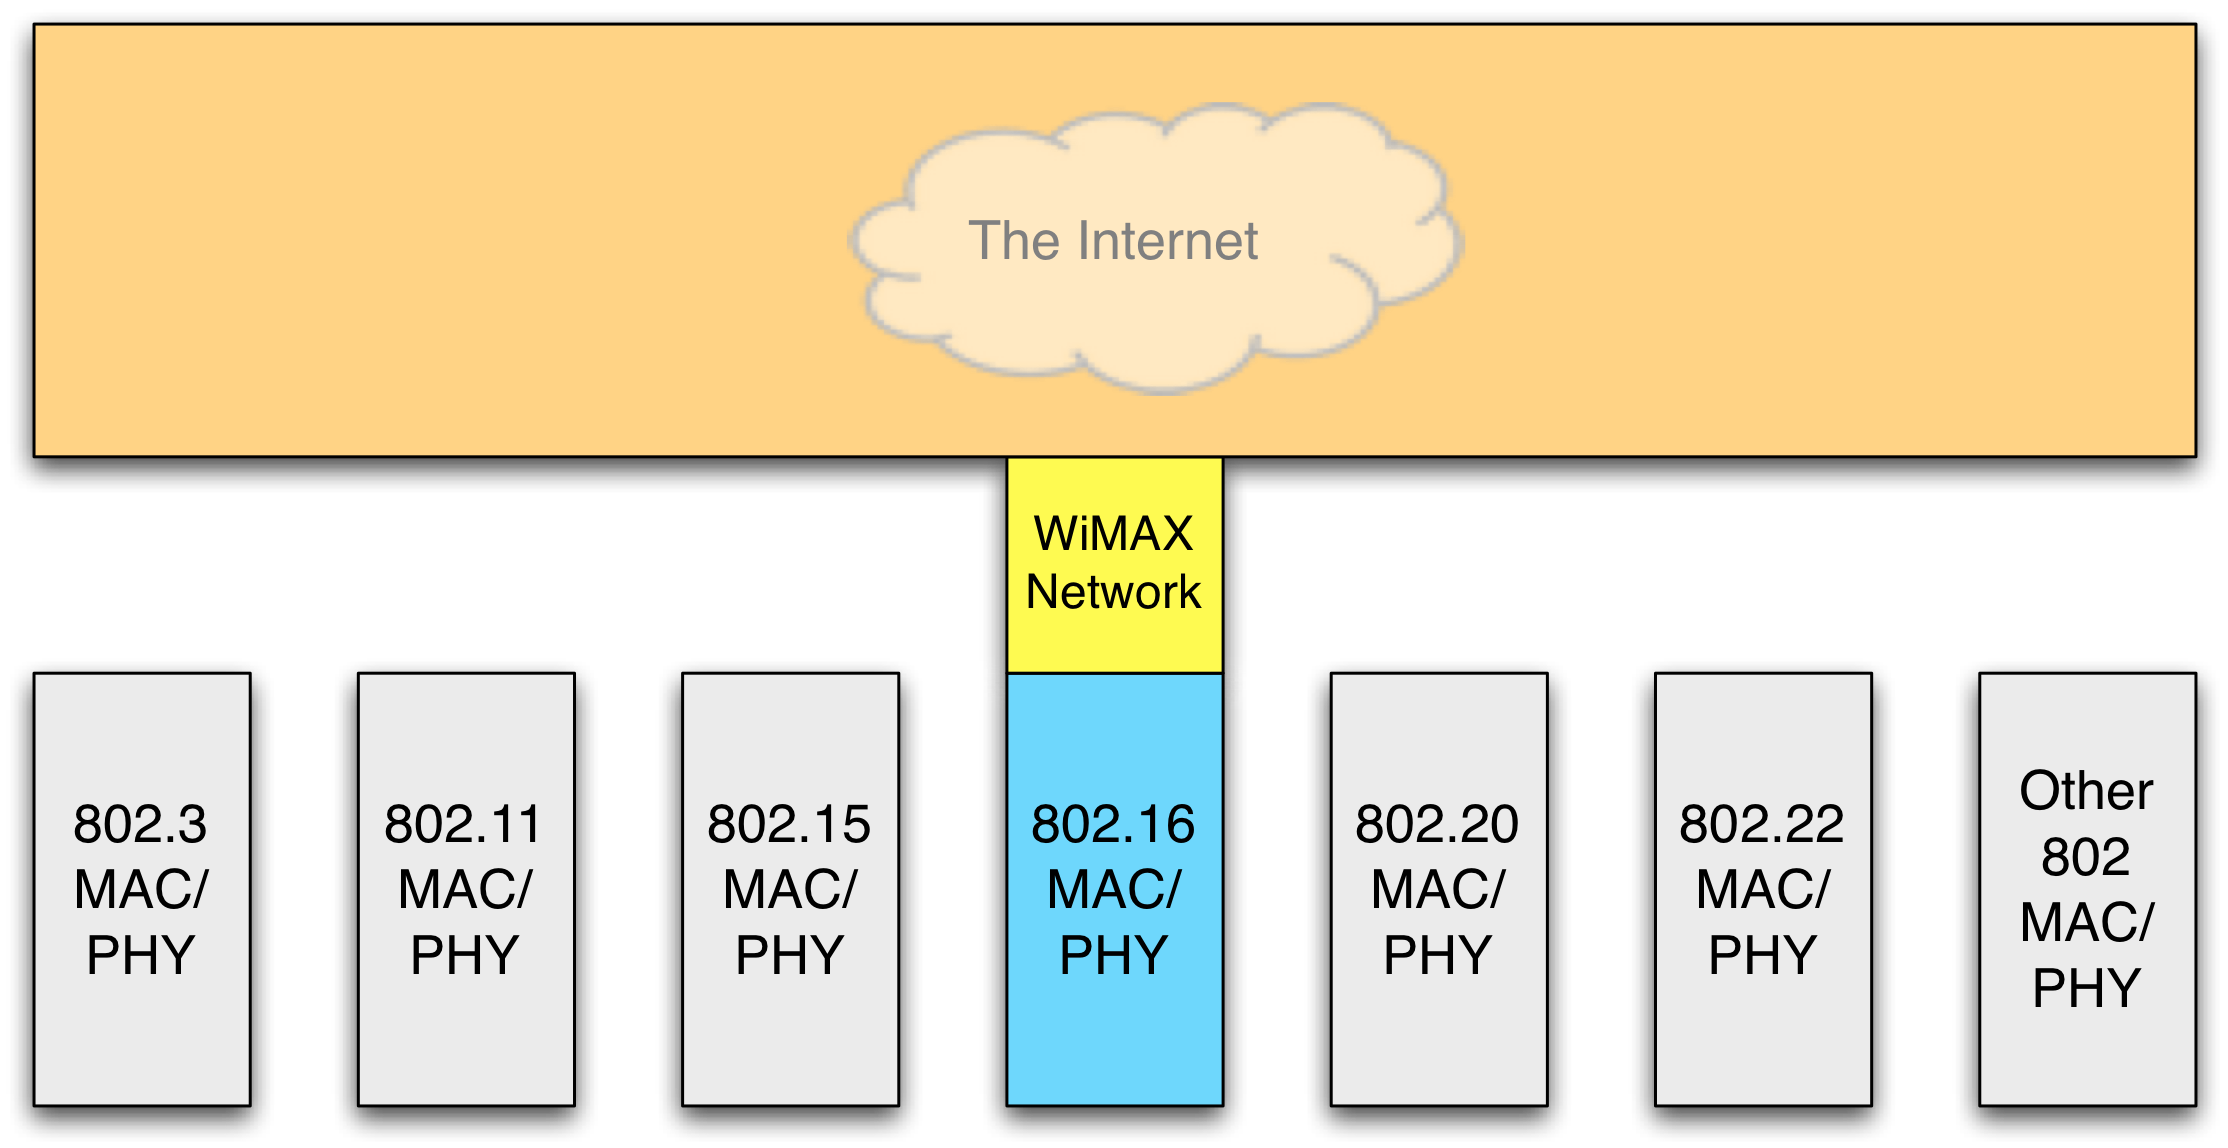 The Internet
WiMAX
Network
802.3
MAC/
PHY
802.11
MAC/
PHY
802.15
MAC/
PHY
802.16
MAC/
PHY
802.20
MAC/
PHY
802.22
MAC/
PHY
Other
802
MAC/
PHY